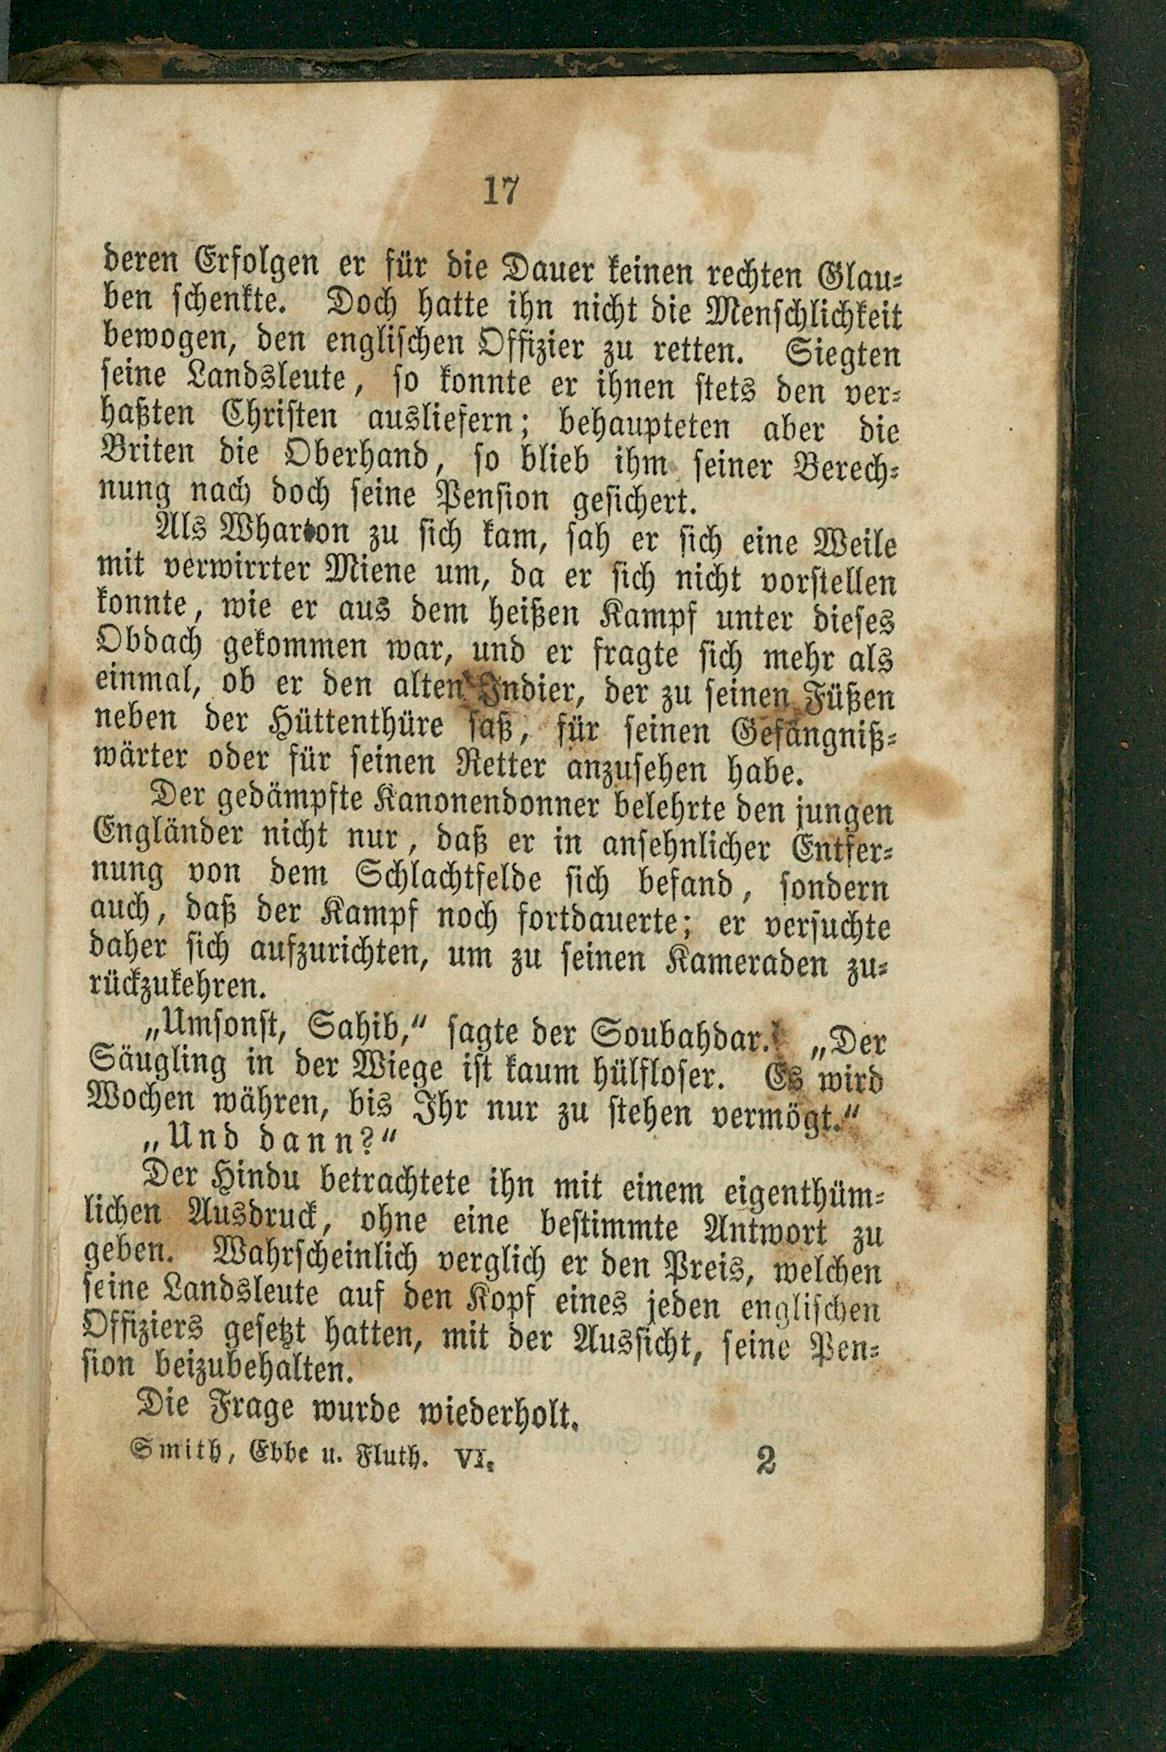 17
deren Erfolgen er für die Dauer keinen rechten Glau-
ben schenkte. Doch hatte ihn nicht die Menschlichkeit
bewogen, den englischen Offizier zu retten. Siegten
seine Landsleute, so konnte er ihnen stets den ver-
haßten Christen ausliefern; behaupteten aber die
Briten die Oberhand, so blieb ihm seiner Berech-
nung nach doch seine Pension gesichert.
Als Wharton zu sich kam, sah er sich eine Weile
mit verwirrter Miene um, da er sich nicht vorstellen
konnte, wie er aus dem heißen Kampf unter dieses
Obdach gekommen war, und er fragte sich mehr als
einmal, ob er den alten Indier, der zu seinen Füßen
neben der Hüttenthüre saß, für seinen Gefängniß-
wärter oder für seinen Retter anzusehen habe.
Der gedämpfte Kanonendonner belehrte den jungen
Engländer nicht nur, daß er in ansehnlicher Entfer-
nung von dem Schlachtfelde sich befand, sondern
auch, daß der Kampf noch fortdauerte; er versuchte
daher sich aufzurichten, um zu seinen Kameraden zu-
rückzukehren.
„Umsonst, Sahib,“ sagte der Soubahdar. „Der
Säugling in der Wiege ist kaum hülfloser. Es wird
Wochen währen, bis Ihr nur zu stehen vermögt.“
„Und dann?“
Der Hindu betrachtete ihn mit einem eigenthüm-
lichen Ausdruck, ohne eine bestimmte Antwort zu
geben. Wahrscheinlich verglich er den Preis, welchen
seine Landsleute auf den Kopf eines jeden englischen
Offiziers gesetzt hatten, mit der Aussicht, seine Pen-
sion beizubehalten.
Die Frage wurde wiederholt.
Smith, Ebbe u. Fluth. VI. 2